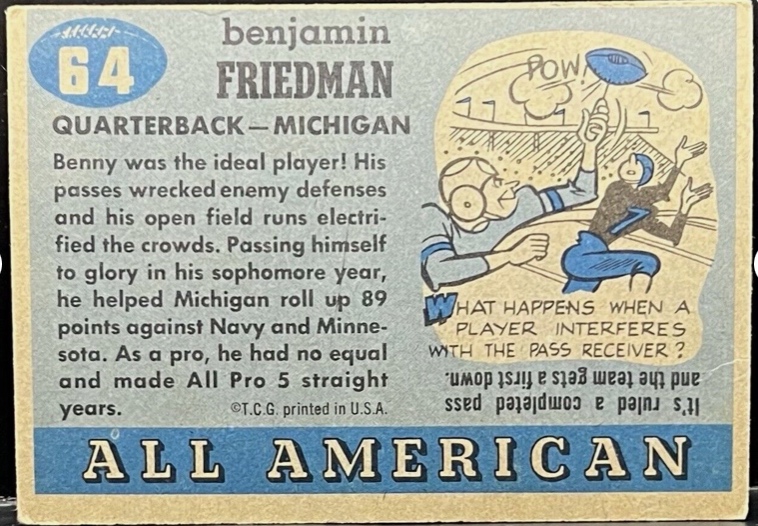 64
benjamin
FRIEDMAN
QUARTERBACK – MICHIGAN
Benny was the ideal player! His
passes wrecked enemy defenses
and his open field runs electri-
fied the crowds. Passing himself
to glory in his sophomore year,
he helped Michigan roll up 89
points against Navy and Minne-
sota. As a pro, he had no equal
and made All Pro 5 straight
years.
©T.C.G. printed in U.S.A.
POW!
7
WHAT HAPPENS WHEN A
PLAYER INTERFERES
WITH THE PASS RECEIVER?
It's ruled a completed pass
and the team gets a first down.
ALL AMERICAN